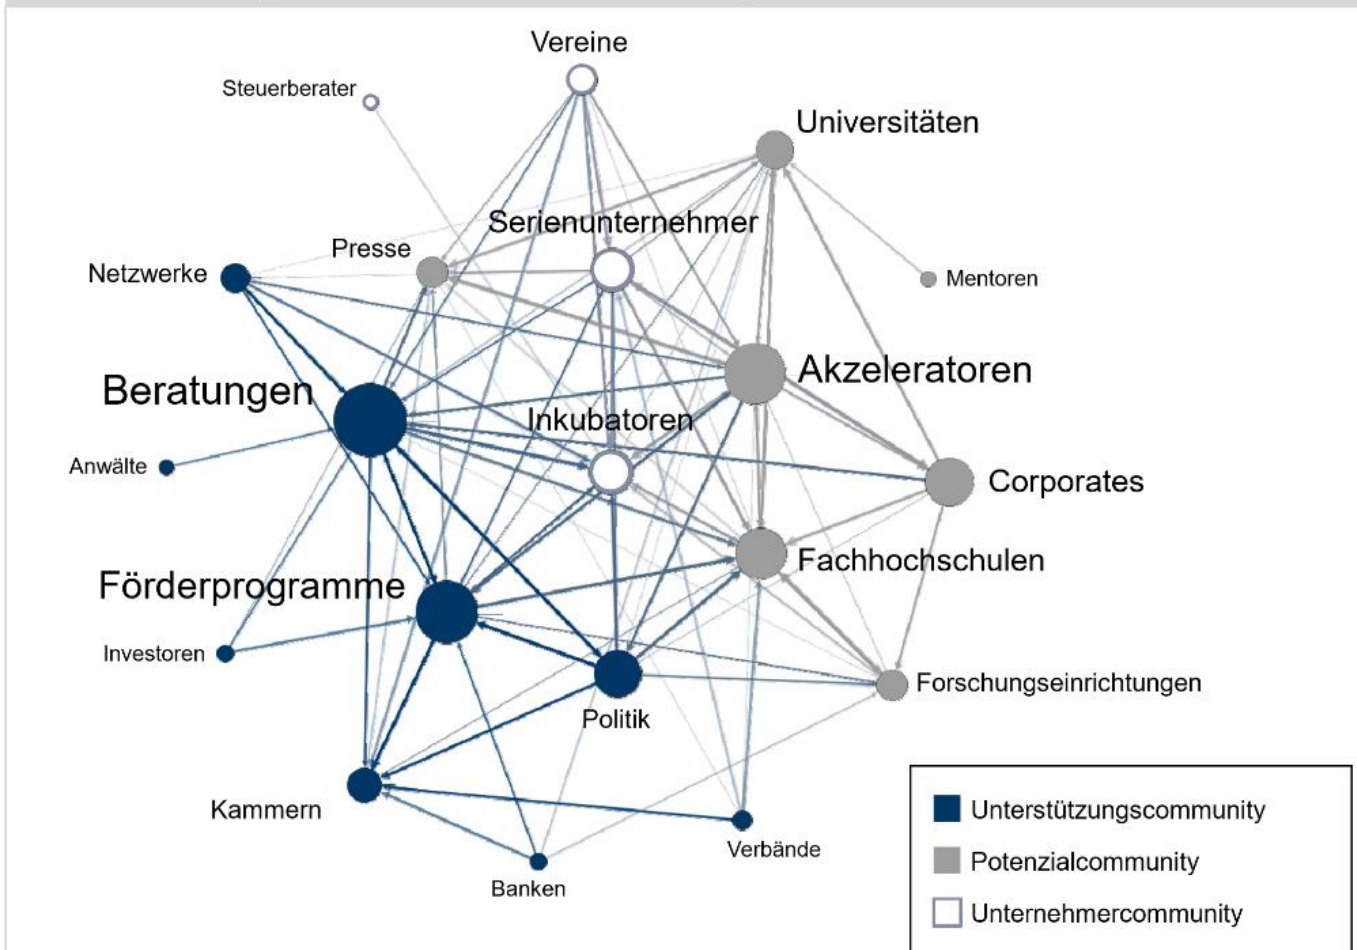 Vereine
Steuerberater
Universitäten
Serienunternehmer
Presse
Netzwerke
Mentoren
Akzeleratoren
Beratungen
Inkubatoren
Anwälte
Corporates
Fachhochschulen
Förderprogramme
Investoren
Forschungseinrichtungen
Politik
Kammern
Verbände
Banken
Unterstützungscommunity
Potenzialcommunity
Unternehmercommunity